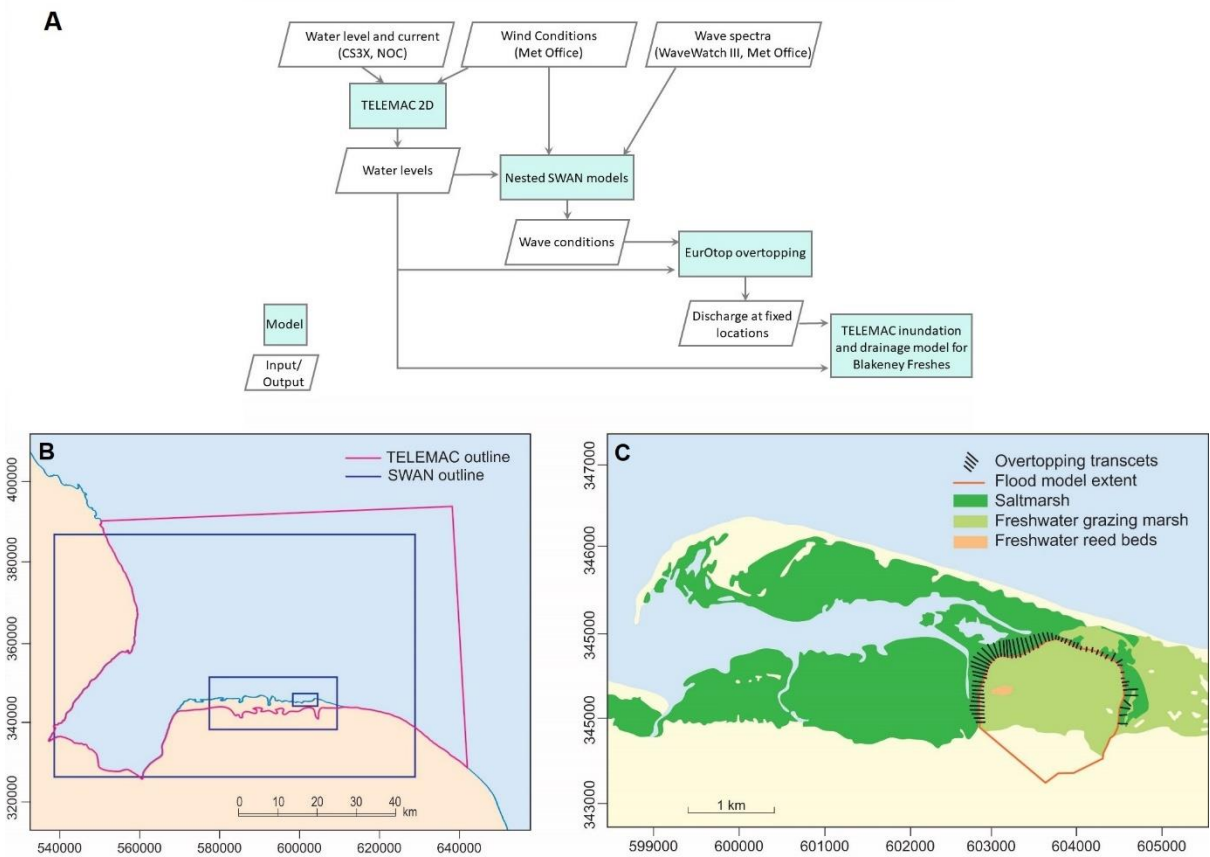 A
Water level and current
(CS3X, NOC)
Wind Conditions
(Met Office)
Wave spectra
(WaveWatch III, Met Office)
TELEMAC 2D
Water levels
Nested SWAN models
Wave conditions
EurOtop overtopping
Discharge at fixed
locations
TELEMAC inundation
and drainage model for
Blakeney Freshes
Model
Input/
Output
B
TELEMAC outline
SWAN outline
400000
380000
360000
340000
320000
0 10 20 40
km
540000 560000 580000 600000 620000 640000
C
Overtopping transcets
Flood model extent
Saltmarsh
Freshwater grazing marsh
Freshwater reed beds
347000
346000
345000
345000
343000
1 km
599000 600000 601000 602000 603000 604000 605000